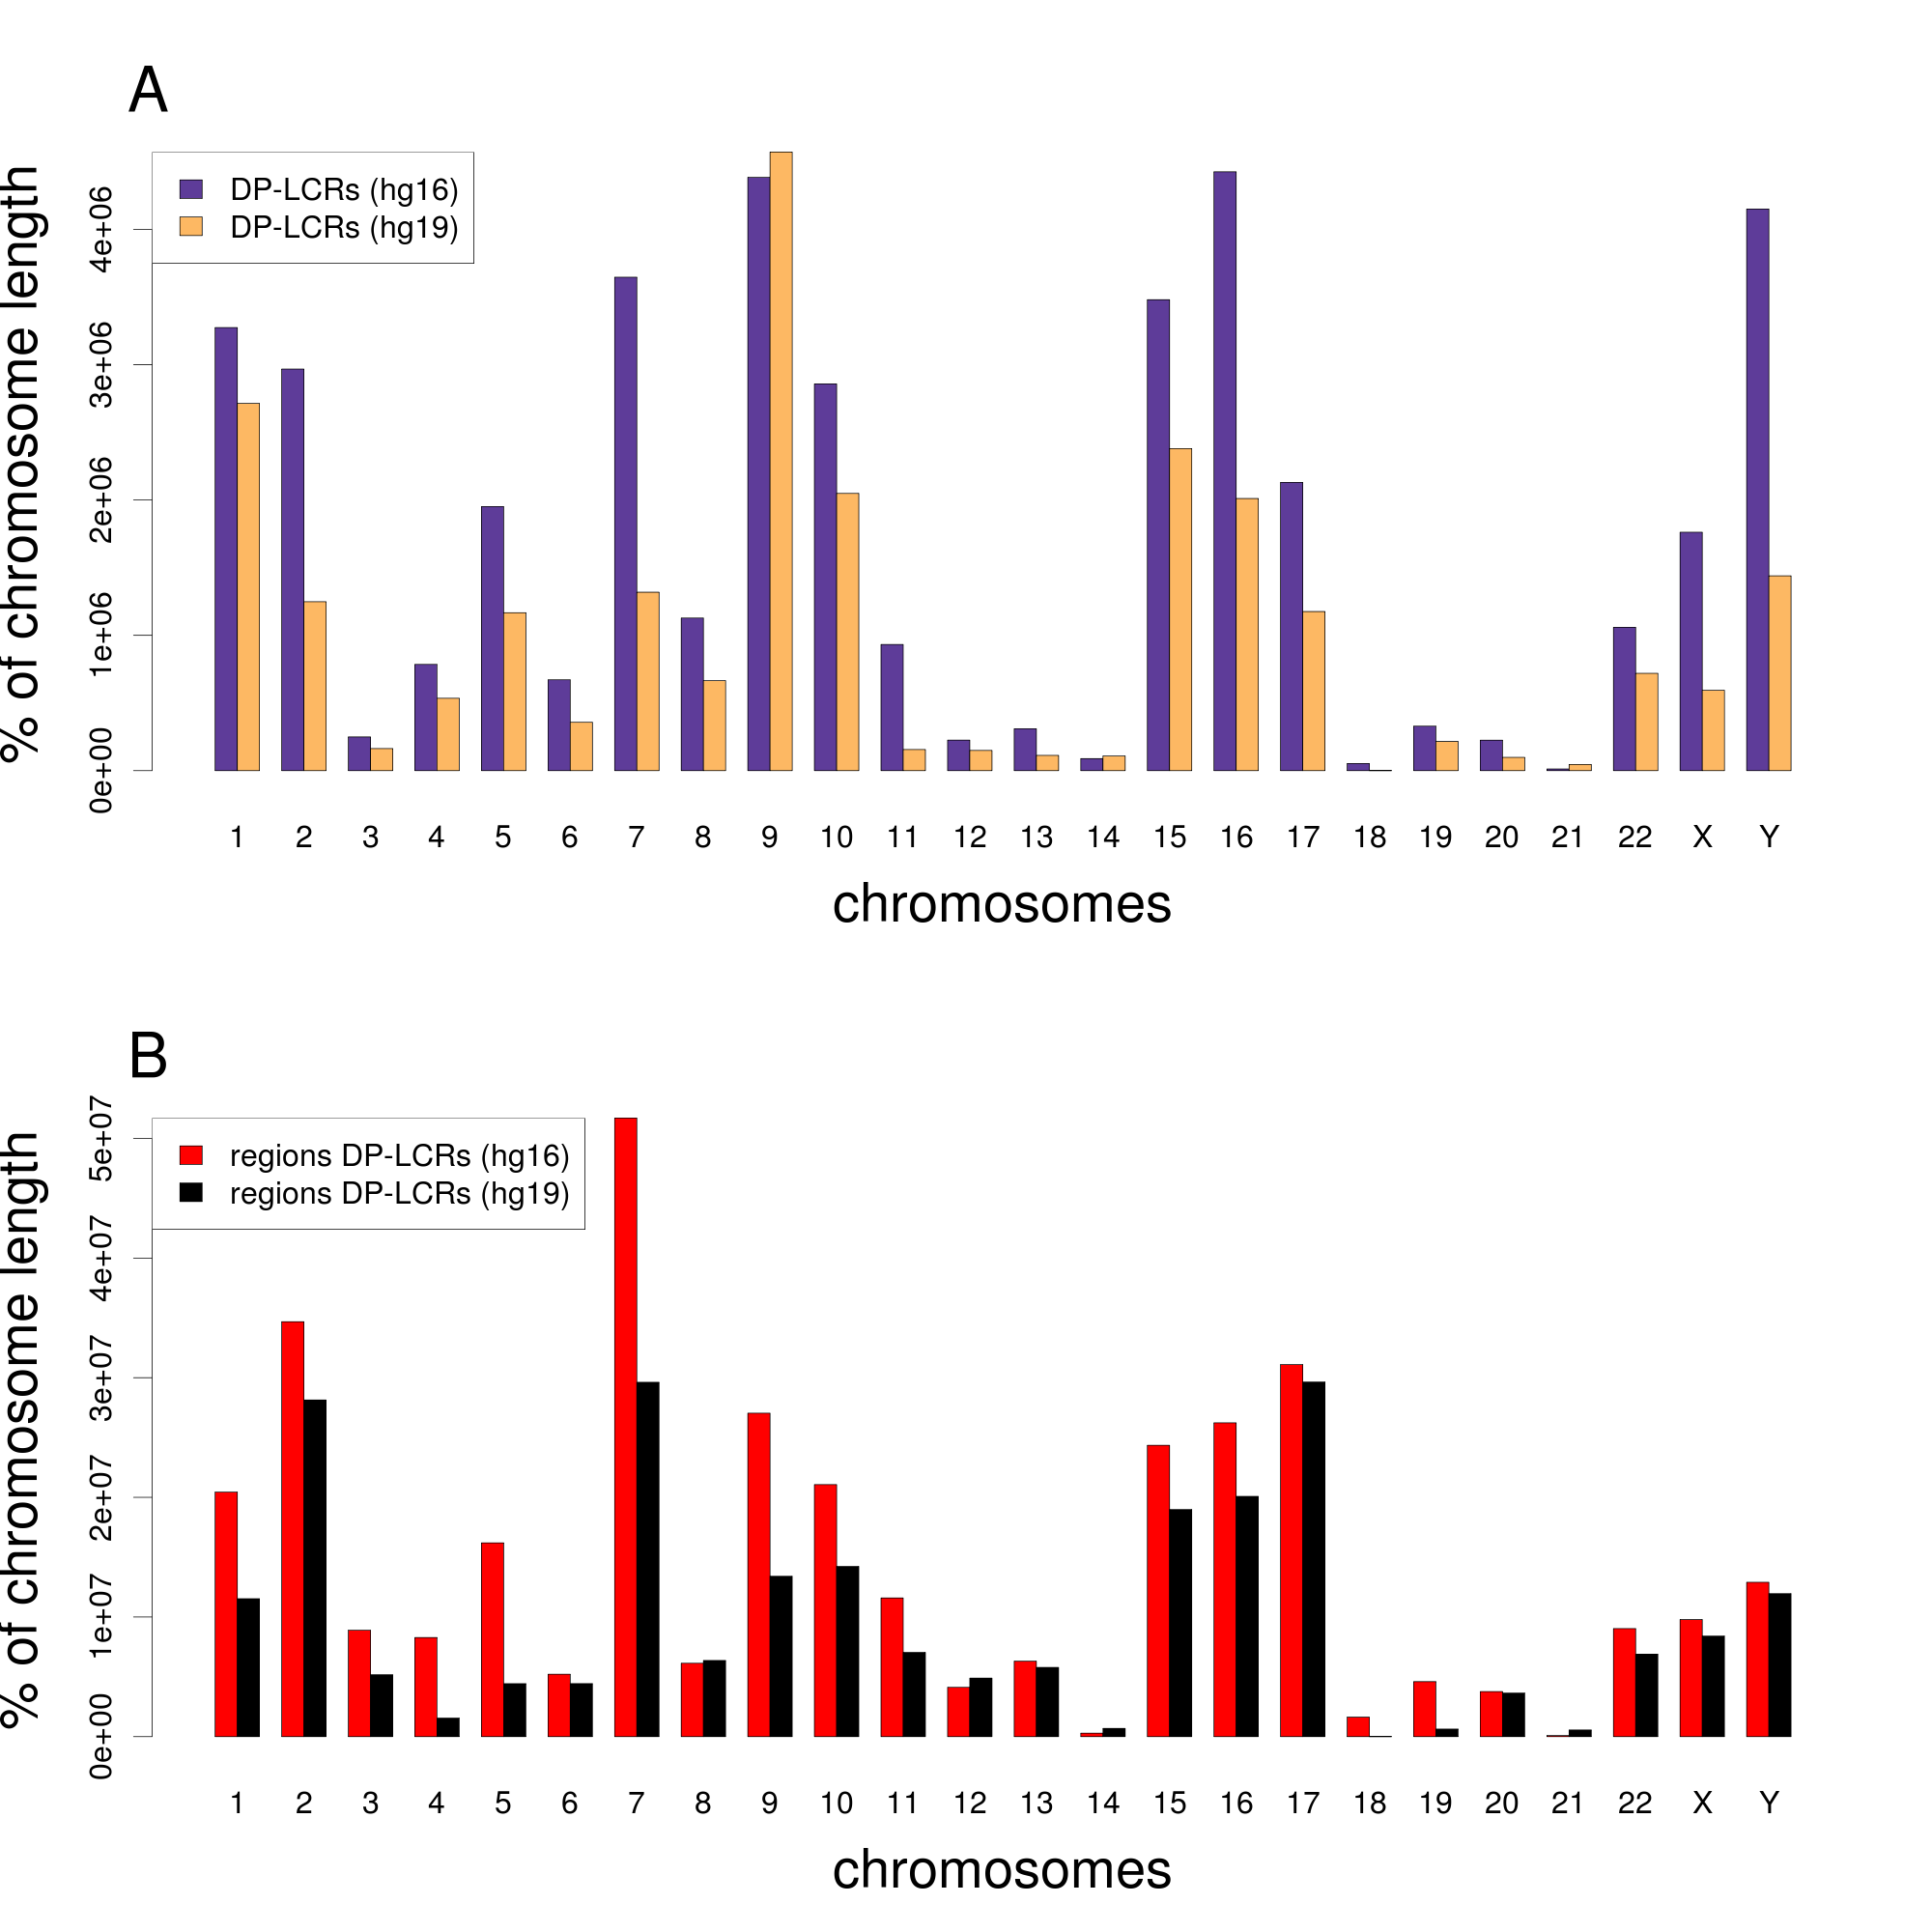 A
DP-LCRs (hg16)
DP-LCRs (hg19)
% of chromosome length
4e+06
3e+06
2e+06
1e+06
0e+00
1 2 3 4 5 6 7 8 9 10 11 12 13 14 15 16 17 18 19 20 21 22 X Y
chromosomes
B
regions DP-LCRs (hg16)
regions DP-LCRs (hg19)
% of chromosome length
5e+07
4e+07
3e+07
2e+07
1e+07
0e+00
1 2 3 4 5 6 7 8 9 10 11 12 13 14 15 16 17 18 19 20 21 22 X Y
chromosomes